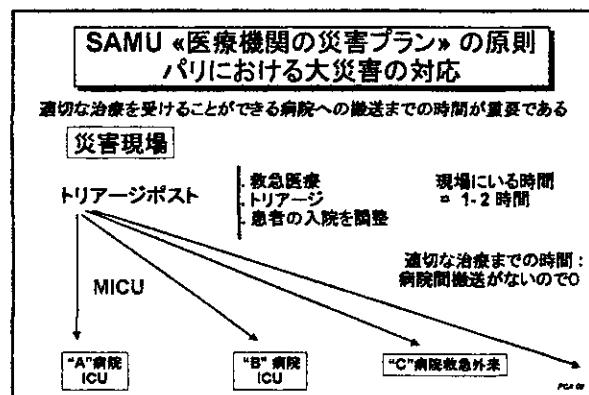 SAMU «医療機関の災害プラン» の原則
パリにおける大災害の対応
適切な治療を受けることができる病院への搬送までの時間が重要である
災害現場
トリアージポスト
. 救急医療
. トリアージ
. 患者の入院を調整
現場にいる時間
= 1-2 時間
適切な治療までの時間：
病院間搬送がないので0
MICU
"A"病院
ICU
"B" 病院
ICU
"C"病院救急外来